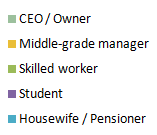 CEO / Owner
Middle-grade manager
Skilled worker
Student
Housewife / Pensioner